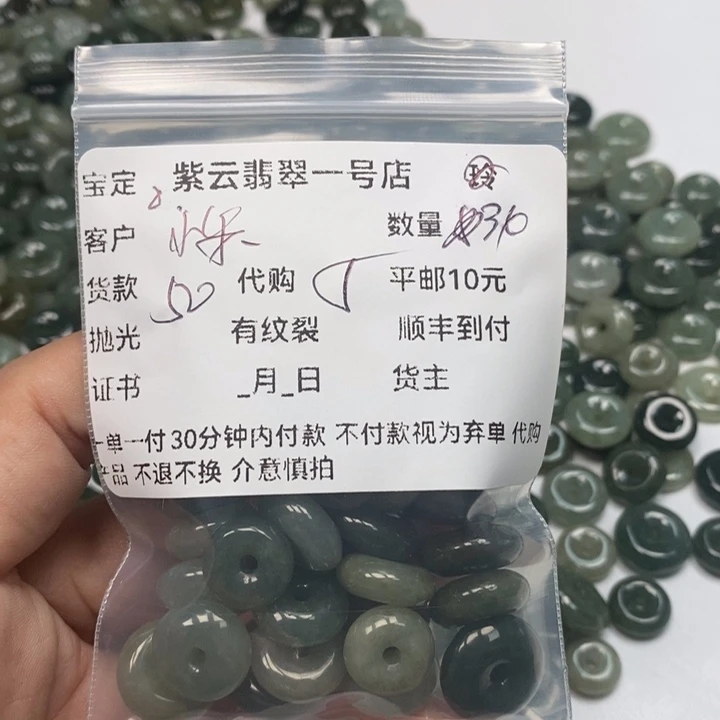 宝定 紫云翡翠一号店 玲
客户 数量 30
货款 50 代购 平邮10元
抛光 有纹裂 顺丰到付
证书 _月_日 货主
一单一付30分钟内付款 不付款视为弃单 代购
产品 不退不换 介意慎拍